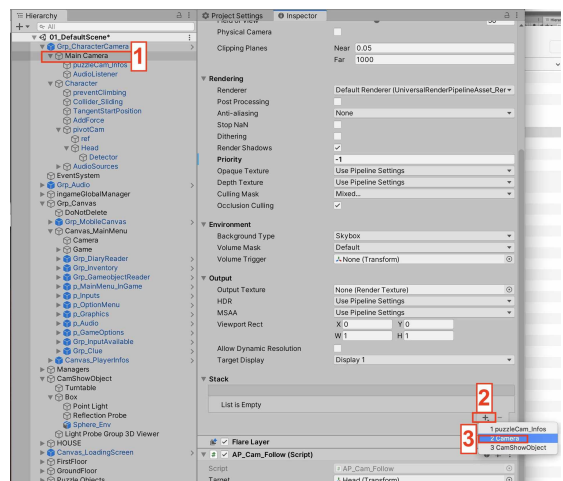 Hierarchy
All
01_DefaultScene*
Grp_CharacterCamera
Main Camera
puzzleCam_Infos
AudioListener
Character
preventClimbing
Collider_Sliding
TangentStartPosition
AddForce
pivotCam
ref
Head
Detector
AudioSources
EventSystem
Grp_Audio
ingameGlobalManager
Grp_Canvas
DoNotDelete
Grp_MobileCanvas
Canvas_MainMenu
Camera
Game
Grp_DiaryReader
Grp_Inventory
Grp_GameobjectReader
p_MainMenu_InGame
p_Inputs
p_OptionMenu
p_Graphics
p_Audio
p_GameOptions
Grp_InputAvailable
Grp_Clue
Canvas_PlayerInfos
Managers
CamShowObject
Turntable
Box
Point Light
Reflection Probe
Sphere_Env
Light Probe Group 3D Viewer
HOUSE
Canvas_LoadingScreen
FirstFloor
GroundFloor
Puzzle Objects
1
Project Settings
Inspector
Field of View
Physical Camera
Clipping Planes Near 0.05
Far 1000
Rendering
Renderer Default Renderer (UniversalRenderPipelineAsset_Rer
Post Processing
Anti-aliasing None
Stop NaN
Dithering
Render Shadows
Priority -1
Opaque Texture Use Pipeline Settings
Depth Texture Use Pipeline Settings
Culling Mask Mixed...
Occlusion Culling
Environment
Background Type Skybox
Volume Mask Default
Volume Trigger None (Transform)
Output
Output Texture None (Render Texture)
HDR Use Pipeline Settings
MSAA Use Pipeline Settings
Viewport Rect X 0 Y 0
W 1 H 1
Allow Dynamic Resolution
Target Display Display 1
Stack
List is Empty
2
+ −
3
1 puzzleCam_Infos
2 Camera
3 CamShowObject
Flare Layer
AP_Cam_Follow (Script)
Script AP_Cam_Follow
Target Head (Transform)